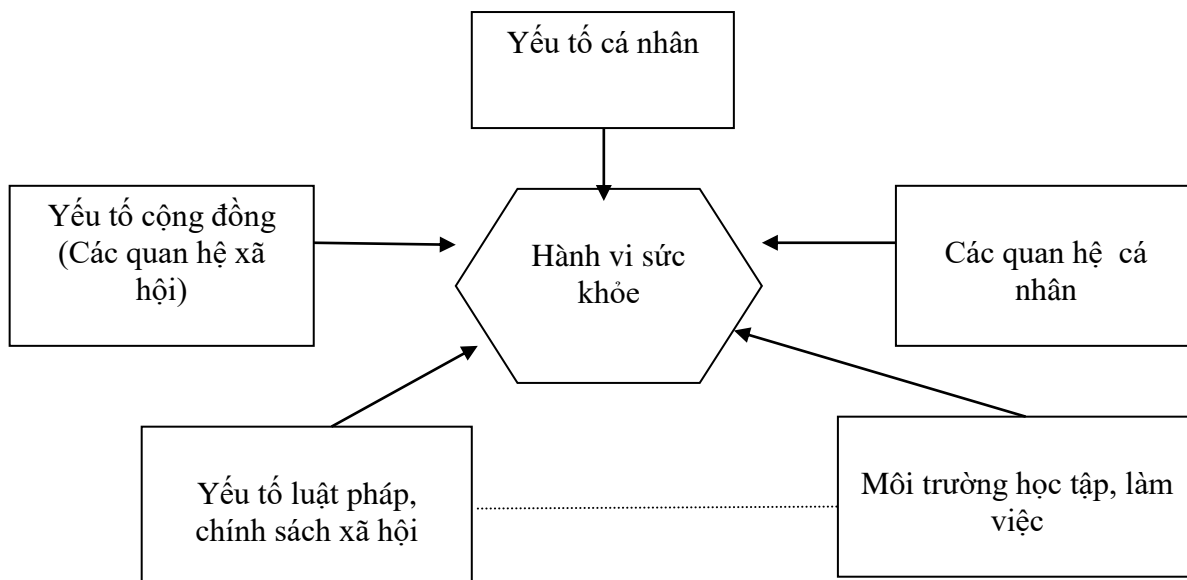 Yếu tố cá nhân
Yếu tố cộng đồng
(Các quan hệ xã
hội)
Hành vi sức
khỏe
Các quan hệ cá
nhân
Yếu tố luật pháp,
chính sách xã hội
Môi trường học tập, làm
việc